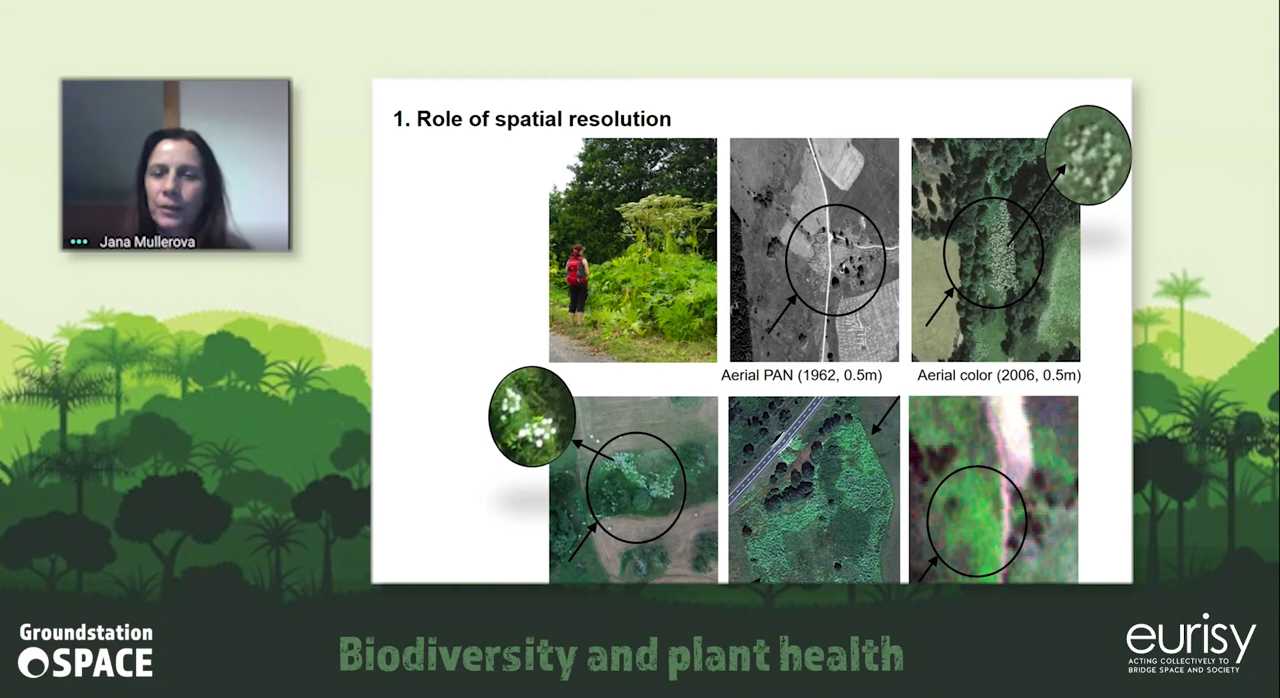 1. Role of spatial resolution
Jana Mullerova
Aerial PAN (1962, 0.5m)
Aerial color (2006, 0.5m)
Groundstation
SPACE
Biodiversity and plant health
eurisy
ACTING COLLECTIVELY TO
BRIDGE SPACE AND SOCIETY